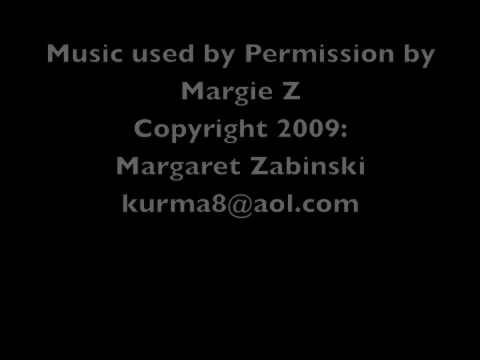 Music used by Permission by
Margie Z
Copyright 2009:
Margaret Zabinski
kurma8@aol.com